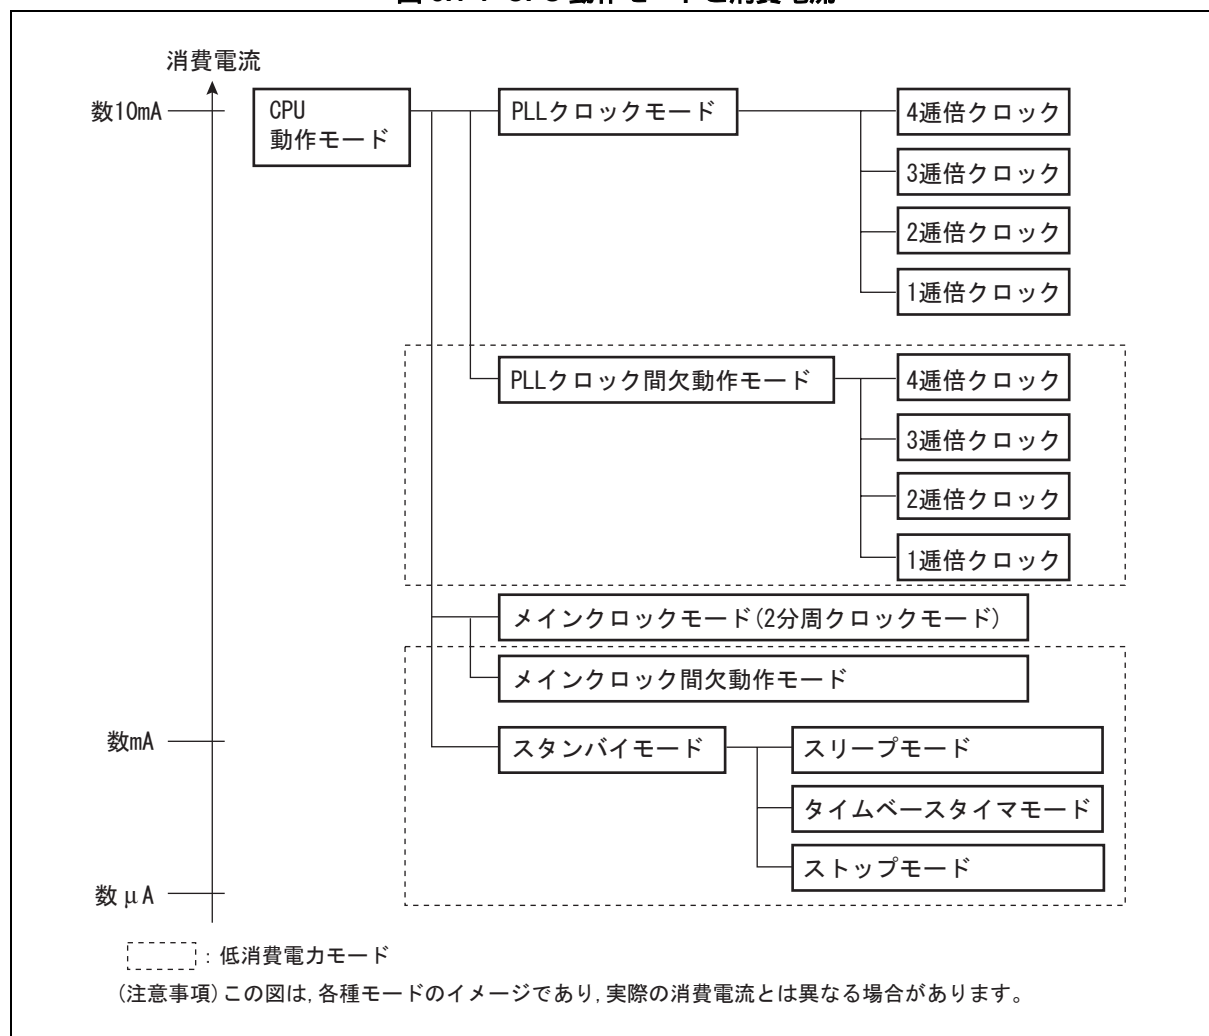 消費電流
数10mA
CPU
動作モード
PLLクロックモード
4逓倍クロック
3逓倍クロック
2逓倍クロック
1逓倍クロック
PLLクロック間欠動作モード
4逓倍クロック
3逓倍クロック
2逓倍クロック
1逓倍クロック
メインクロックモード(2分周クロックモード)
メインクロック間欠動作モード
数mA
スタンバイモード
スリープモード
タイムベースタイマモード
ストップモード
数μA
：低消費電力モード
(注意事項)この図は,各種モードのイメージであり,実際の消費電流とは異なる場合があります。